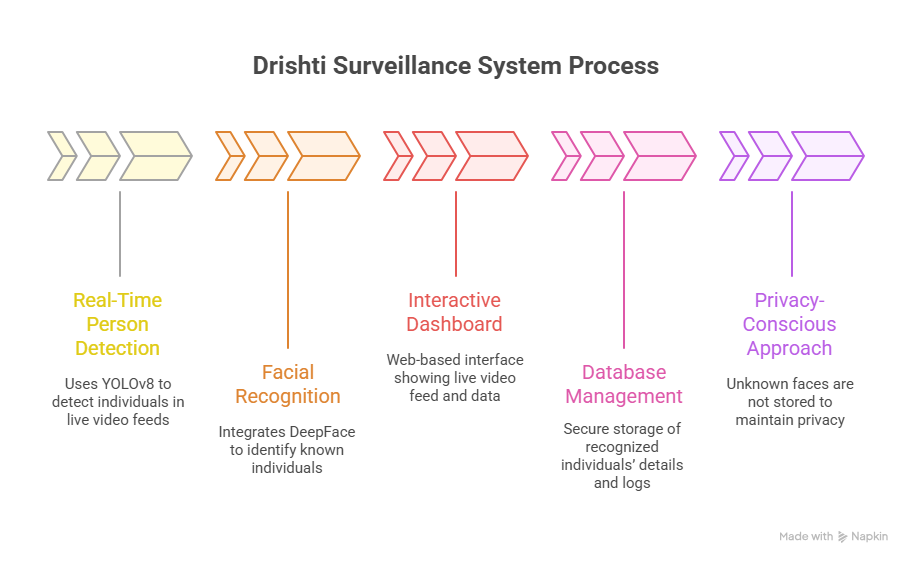 Drishti Surveillance System Process
Real-Time
Person
Detection
Uses YOLOv8 to
detect individuals in
live video feeds
Facial
Recognition
Integrates DeepFace
to identify known
individuals
Interactive
Dashboard
Web-based interface
showing live video
feed and data
Database
Management
Secure storage of
recognized
individuals’ details
and logs
Privacy-
Conscious
Approach
Unknown faces are
not stored to
maintain privacy
Made with Napkin